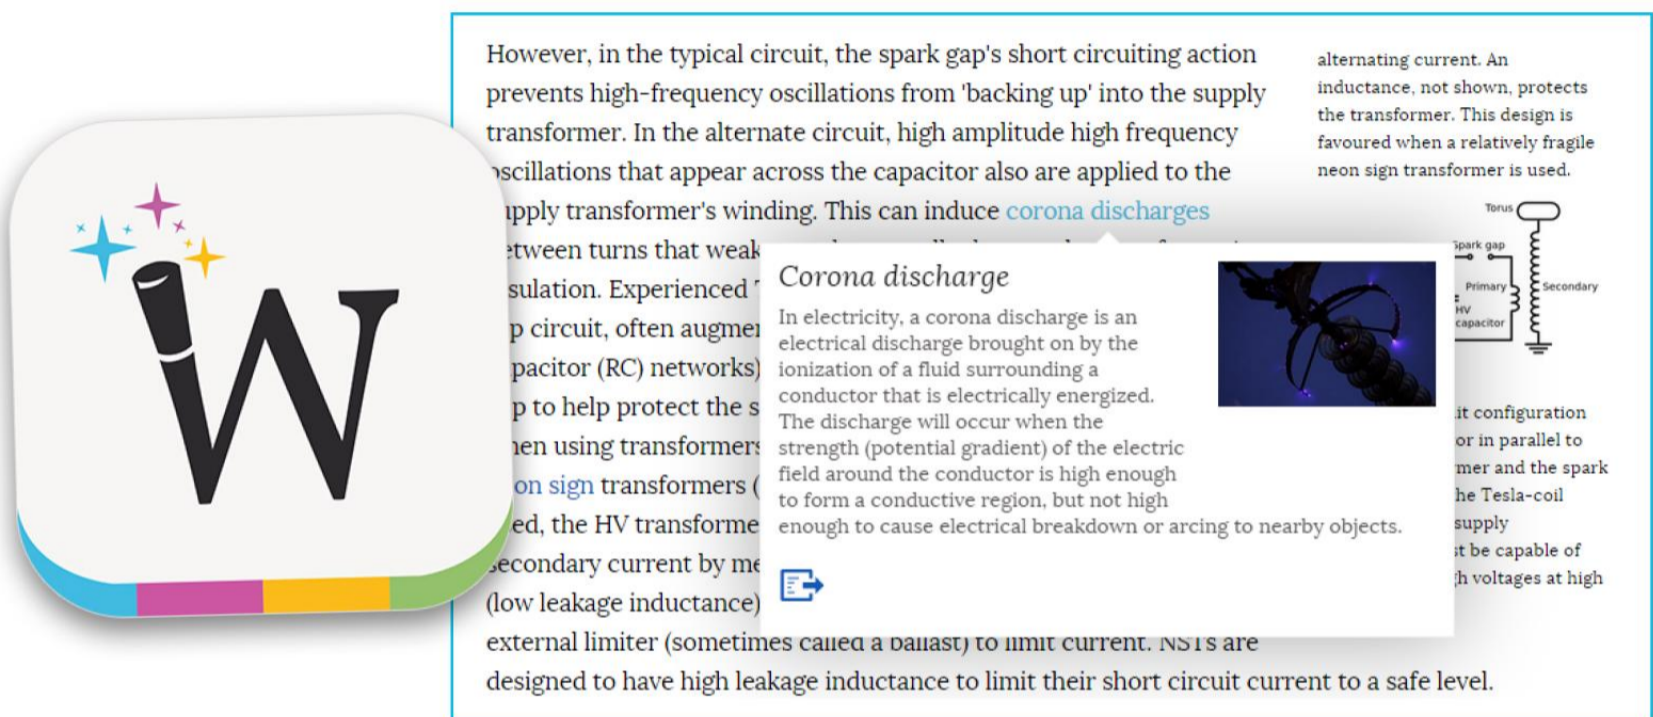 W
However, in the typical circuit, the spark gap's short circuiting action
prevents high-frequency oscillations from 'backing up' into the supply
transformer. In the alternate circuit, high amplitude high frequency
oscillations that appear across the capacitor also are applied to the
supply transformer's winding. This can induce corona discharges
between turns that weak
sulation. Experienced
p circuit, often augmen
pacitor (RC) networks)
p to help protect the s
hen using transformers
on sign transformers (
ed, the HV transforme
secondary current by me
(low leakage inductance)
external limiter (sometimes called a ballast) to limit current. NSTs are
designed to have high leakage inductance to limit their short circuit current to a safe level.
Corona discharge
In electricity, a corona discharge is an
electrical discharge brought on by the
ionization of a fluid surrounding a
conductor that is electrically energized.
The discharge will occur when the
strength (potential gradient) of the electric
field around the conductor is high enough
to form a conductive region, but not high
enough to cause electrical breakdown or arcing to nearby objects.
alternating current. An
inductance, not shown, protects
the transformer. This design is
favoured when a relatively fragile
neon sign transformer is used.
Torus
Spark gap
Primary
Secondary
HV
capacitor
it configuration
or in parallel to
mer and the spark
he Tesla-coil
supply
st be capable of
h voltages at high